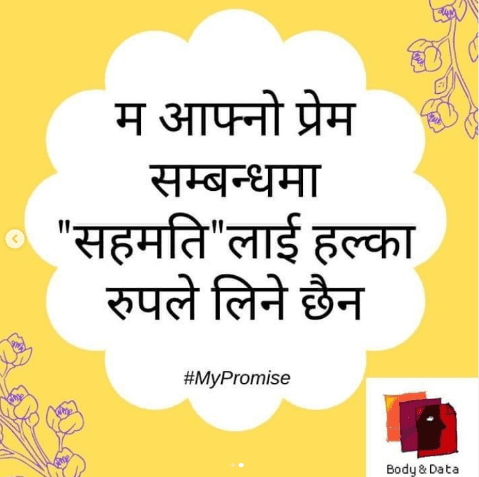 म आफ्नो प्रेम
सम्बन्धमा
"सहमति"लाई हल्का
रुपले लिने छैन
#MyPromise
Body & Data